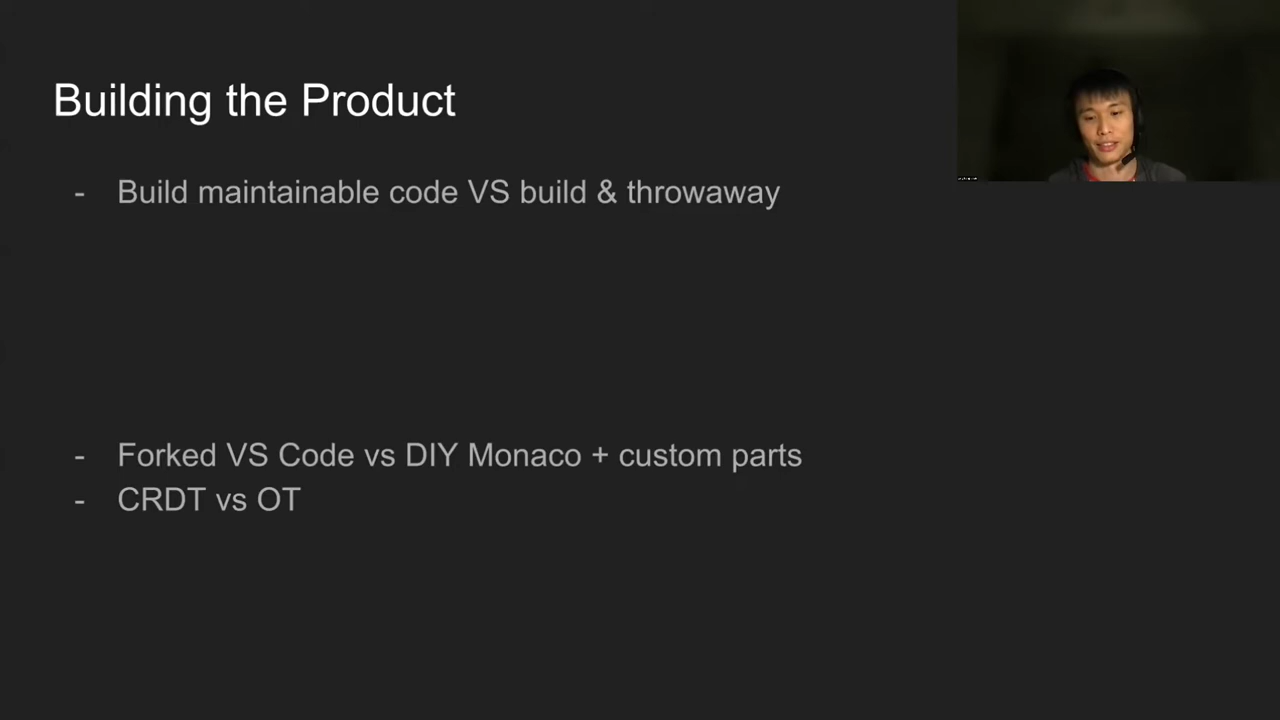 Building the Product
- Build maintainable code VS build & throwaway
- Forked VS Code vs DIY Monaco + custom parts
- CRDT vs OT